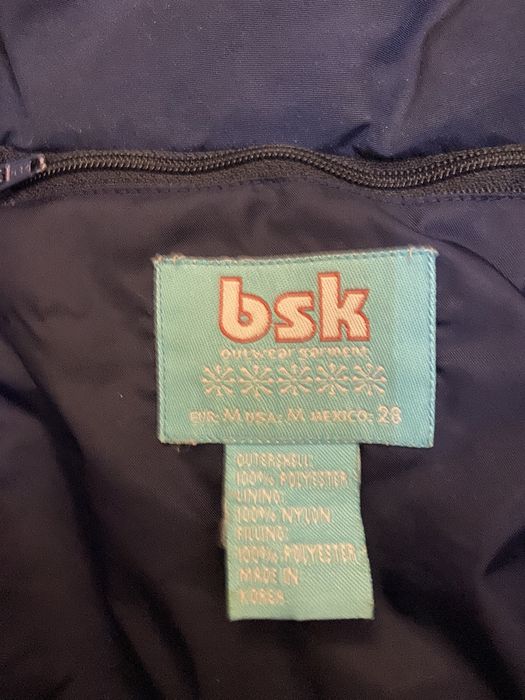 bsk
outwear garment
EUR: M USA: M MEXICO: 28
OUTERSHELL:
100% POLYESTER
LINING:
100% NYLON
FILLING:
100% POLYESTER
MADE IN
KOREA